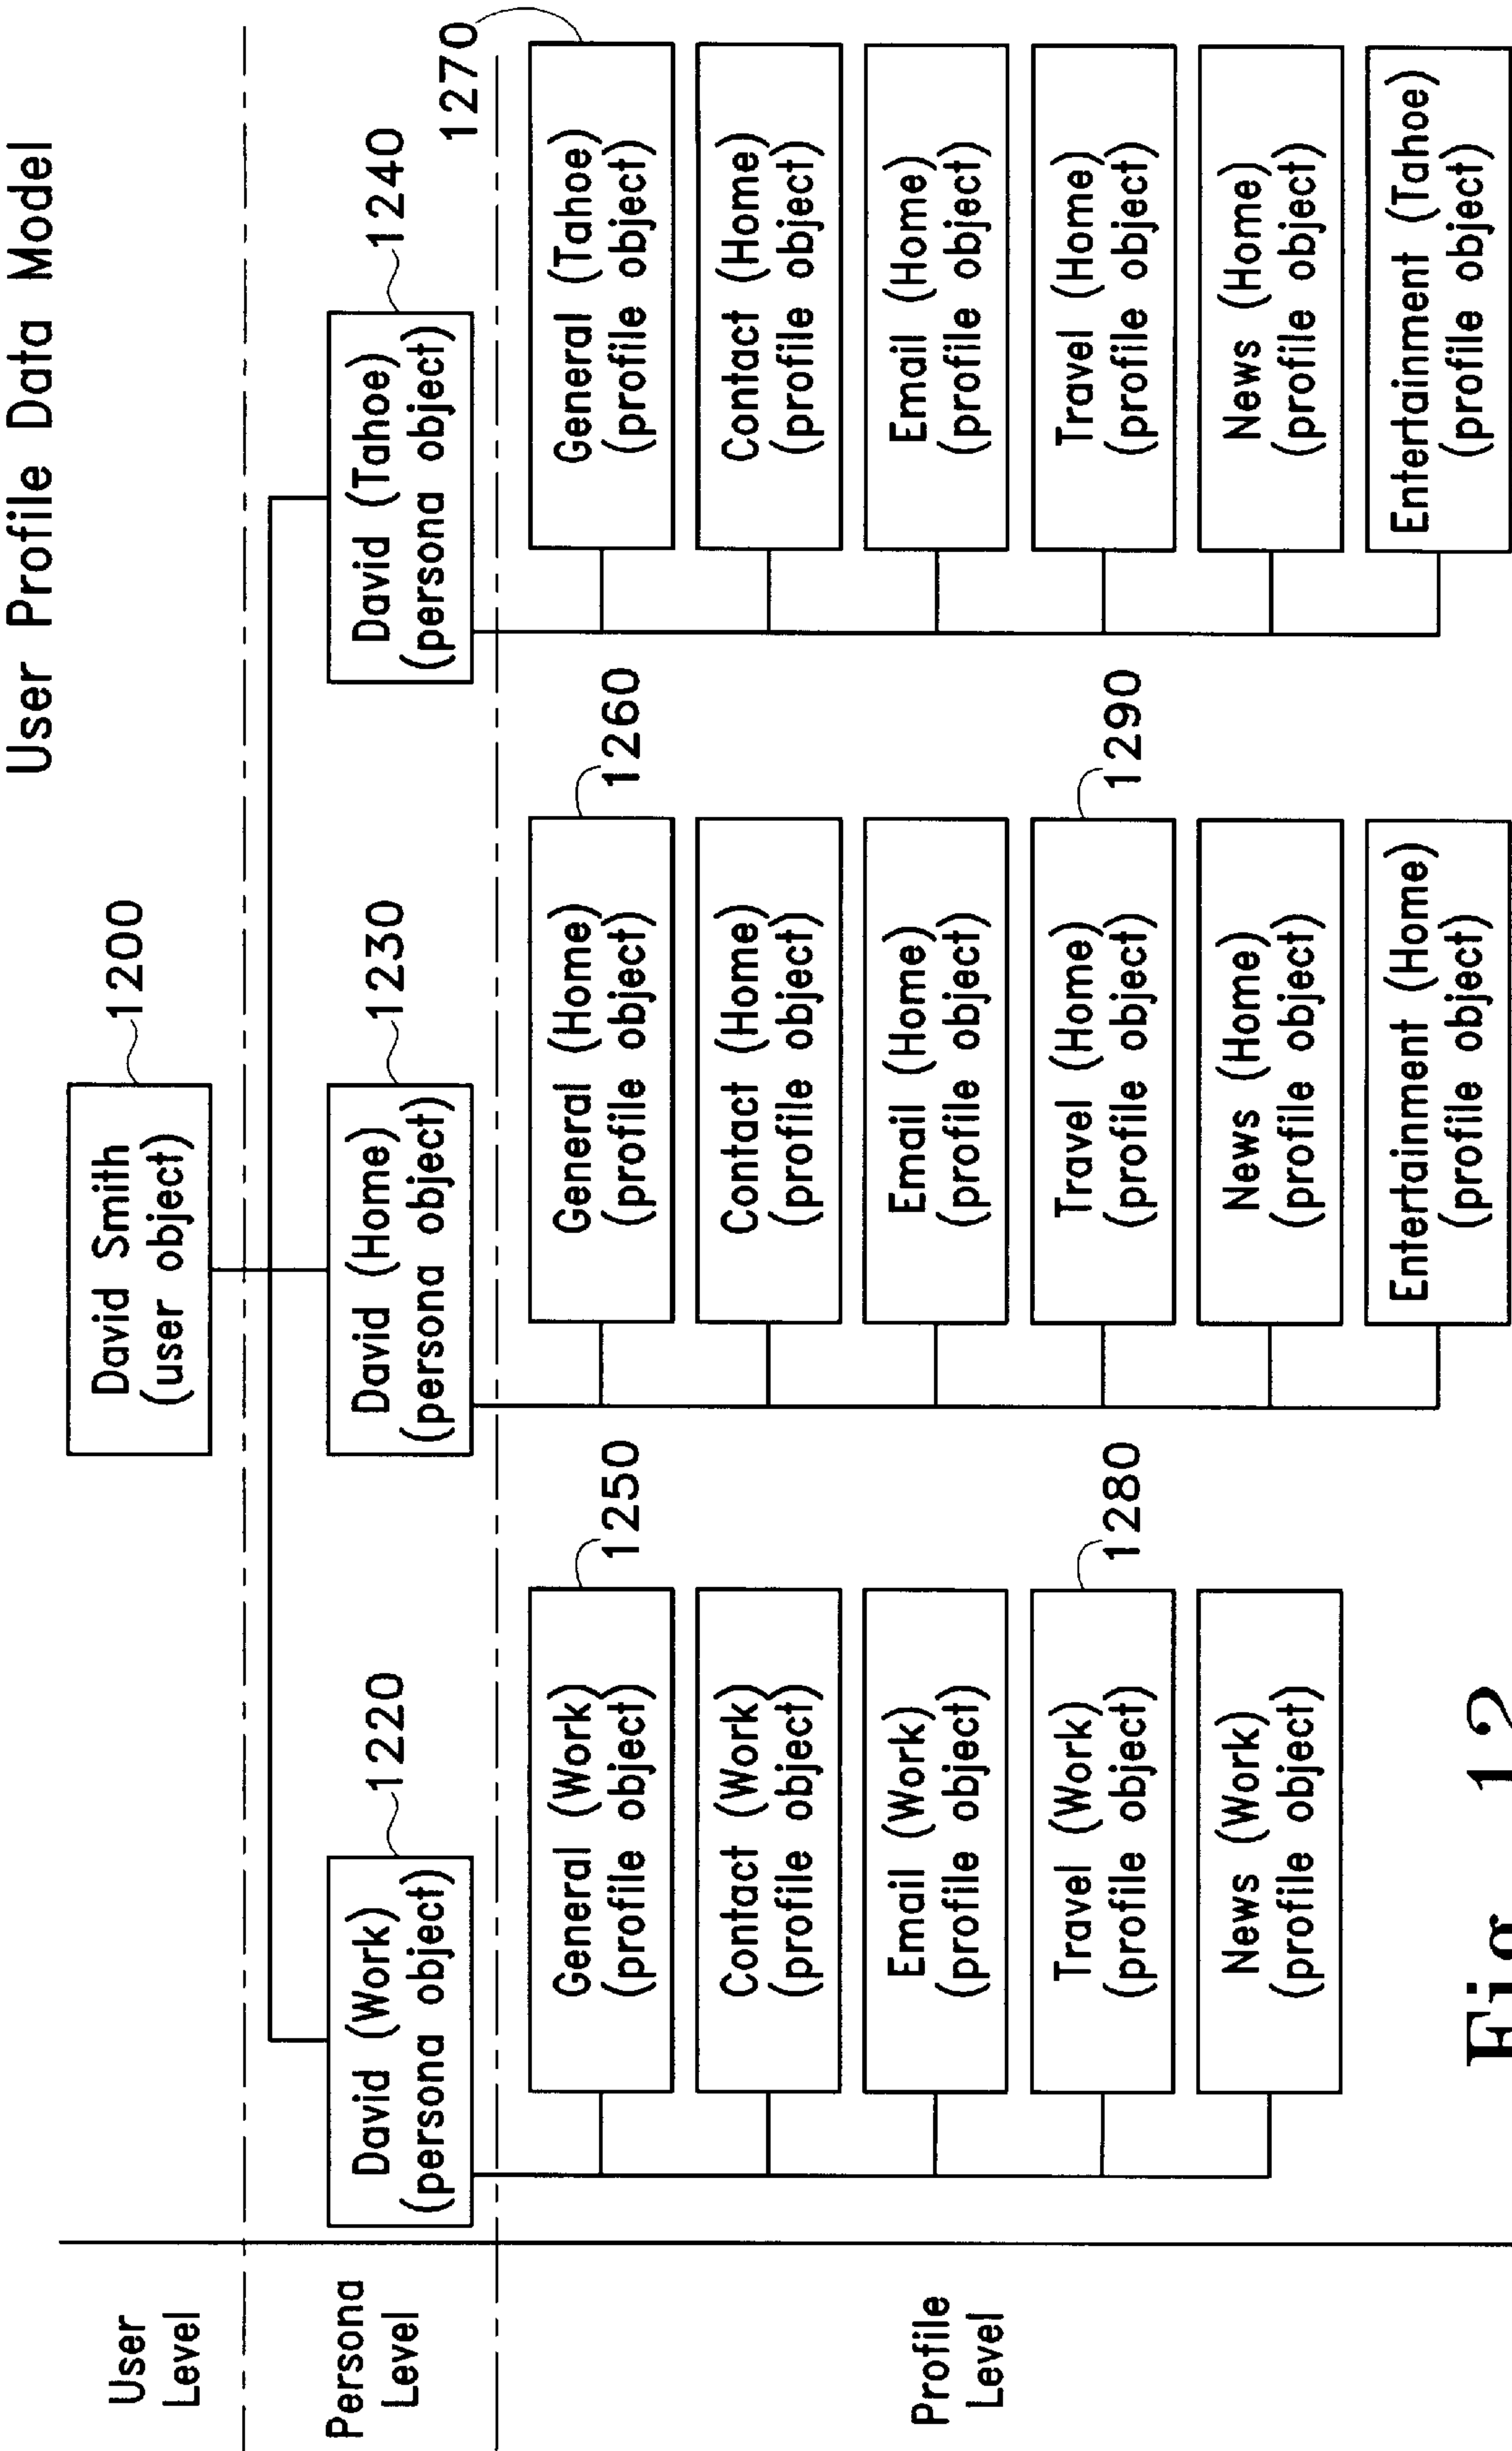 User Profile Data Model
User
Level
David Smith
(user object)
1200
Persona
Level
David (Work)
(persona object)
1220
David (Home)
(persona object)
1230
David (Tahoe)
(persona object)
1240
Profile
Level
General (Work)
(profile object)
1250
Contact (Work)
(profile object)
Email (Work)
(profile object)
Travel (Work)
(profile object)
1280
News (Work)
(profile object)
General (Home)
(profile object)
1260
Contact (Home)
(profile object)
Email (Home)
(profile object)
Travel (Home)
(profile object)
1290
News (Home)
(profile object)
Entertainment (Home)
(profile object)
1270
General (Tahoe)
(profile object)
Contact (Home)
(profile object)
Email (Home)
(profile object)
Travel (Home)
(profile object)
News (Home)
(profile object)
Entertainment (Tahoe)
(profile object)
Fig. 12